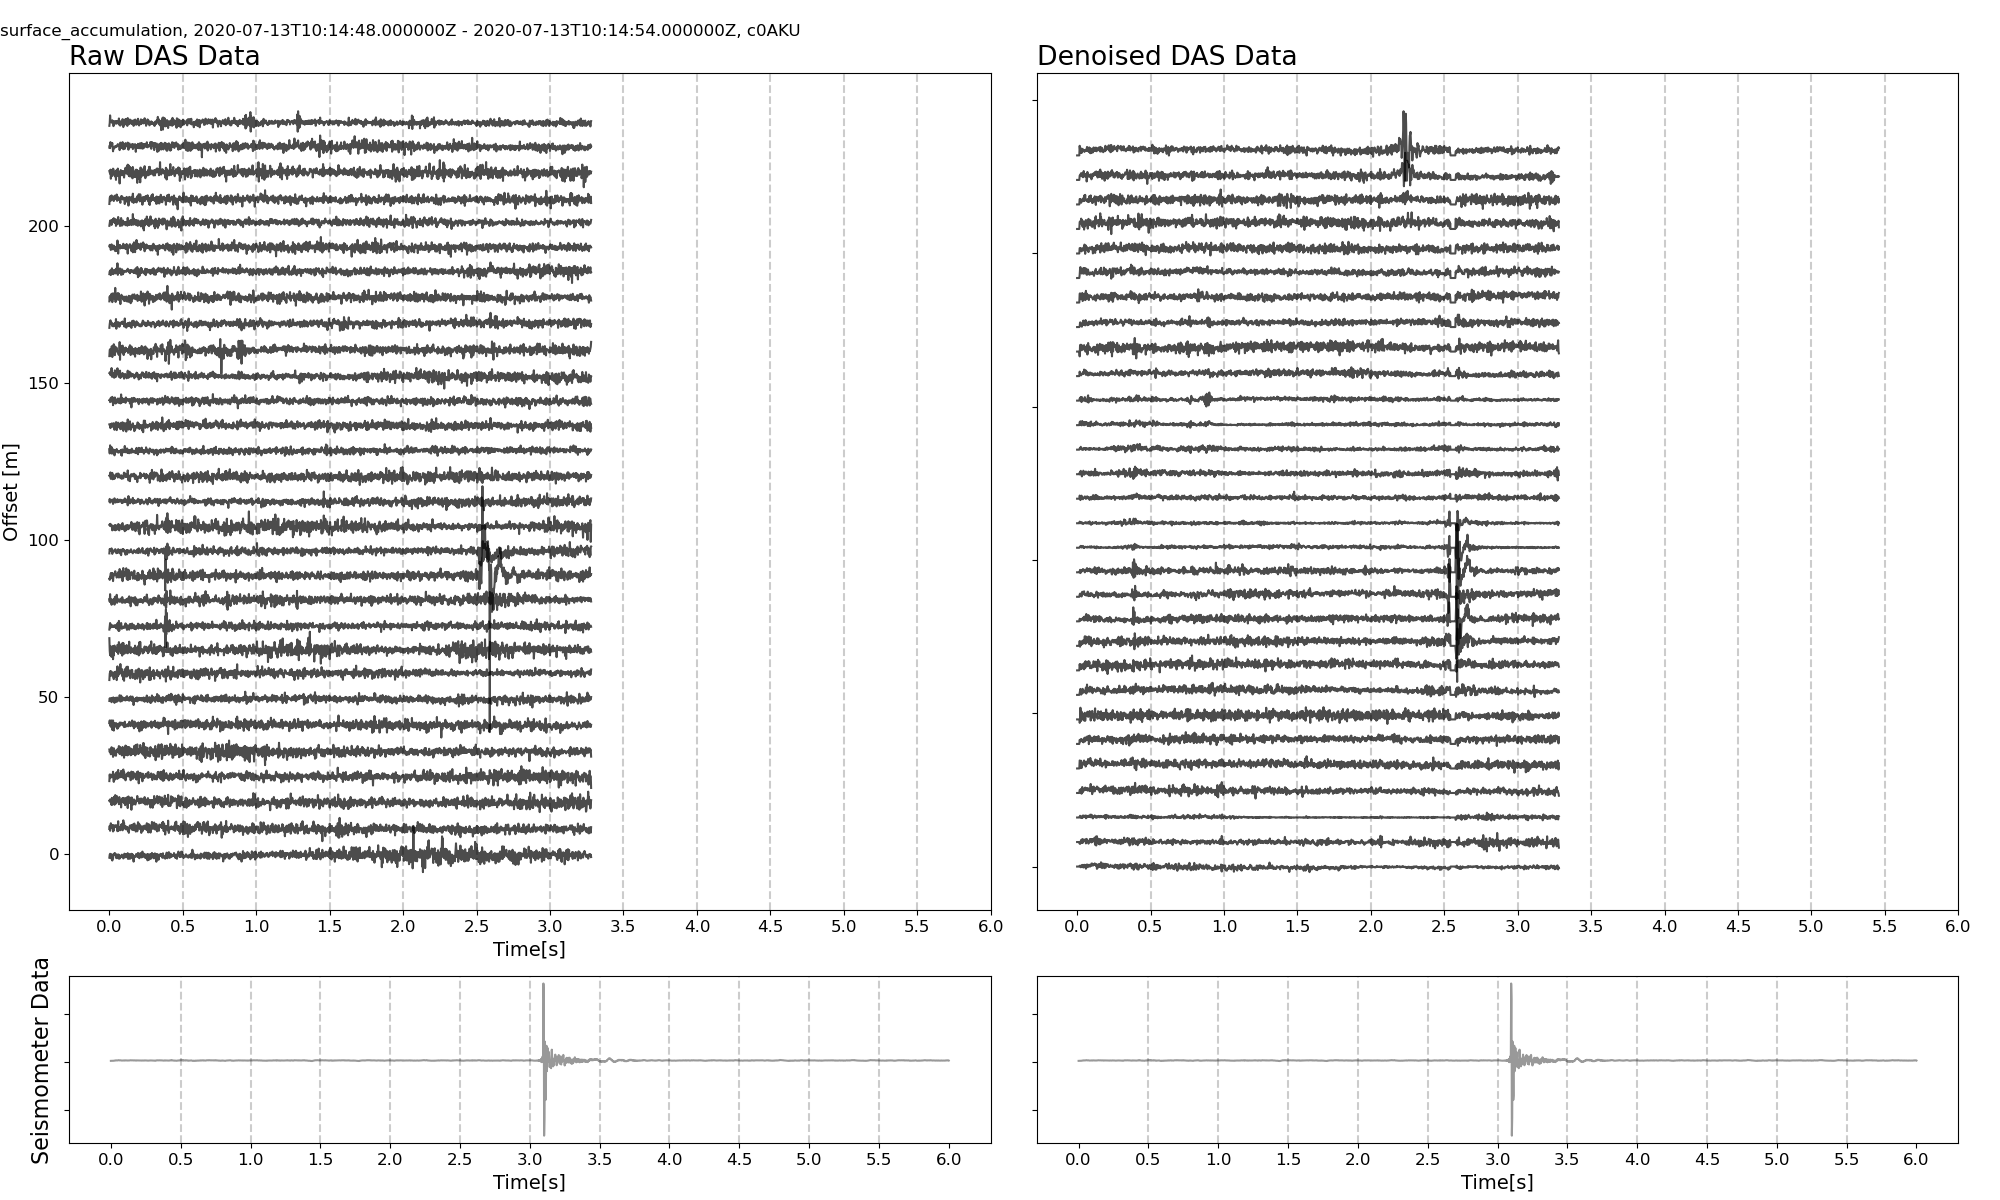 surface_accumulation, 2020-07-13T10:14:48.000000Z - 2020-07-13T10:14:54.000000Z, c0AKU
Raw DAS Data
Denoised DAS Data
Offset [m]
200
150
100
50
0
0.0 0.5 1.0 1.5 2.0 2.5 3.0 3.5 4.0 4.5 5.0 5.5 6.0
Time[s]
0.0 0.5 1.0 1.5 2.0 2.5 3.0 3.5 4.0 4.5 5.0 5.5 6.0
Seismometer Data
0.0 0.5 1.0 1.5 2.0 2.5 3.0 3.5 4.0 4.5 5.0 5.5 6.0
Time[s]
0.0 0.5 1.0 1.5 2.0 2.5 3.0 3.5 4.0 4.5 5.0 5.5 6.0
Time[s]